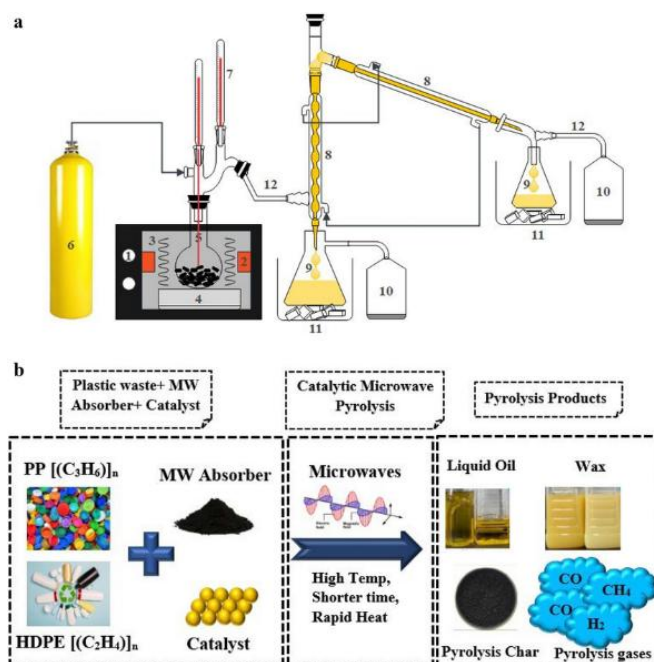 a
7
8
12
8
12
6
3
5
1
2
4
9
10
11
9
10
11
b
Plastic waste+ MW
Absorber+ Catalyst
Catalytic Microwave
Pyrolysis
Pyrolysis Products
PP [(C₃H₆)]ₙ
MW Absorber
HDPE [(C₂H₄)]ₙ
Catalyst
Microwaves
High Temp,
Shorter time,
Rapid Heat
Liquid Oil
Wax
CO
CH₄
CO
H₂
Pyrolysis Char
Pyrolysis gases